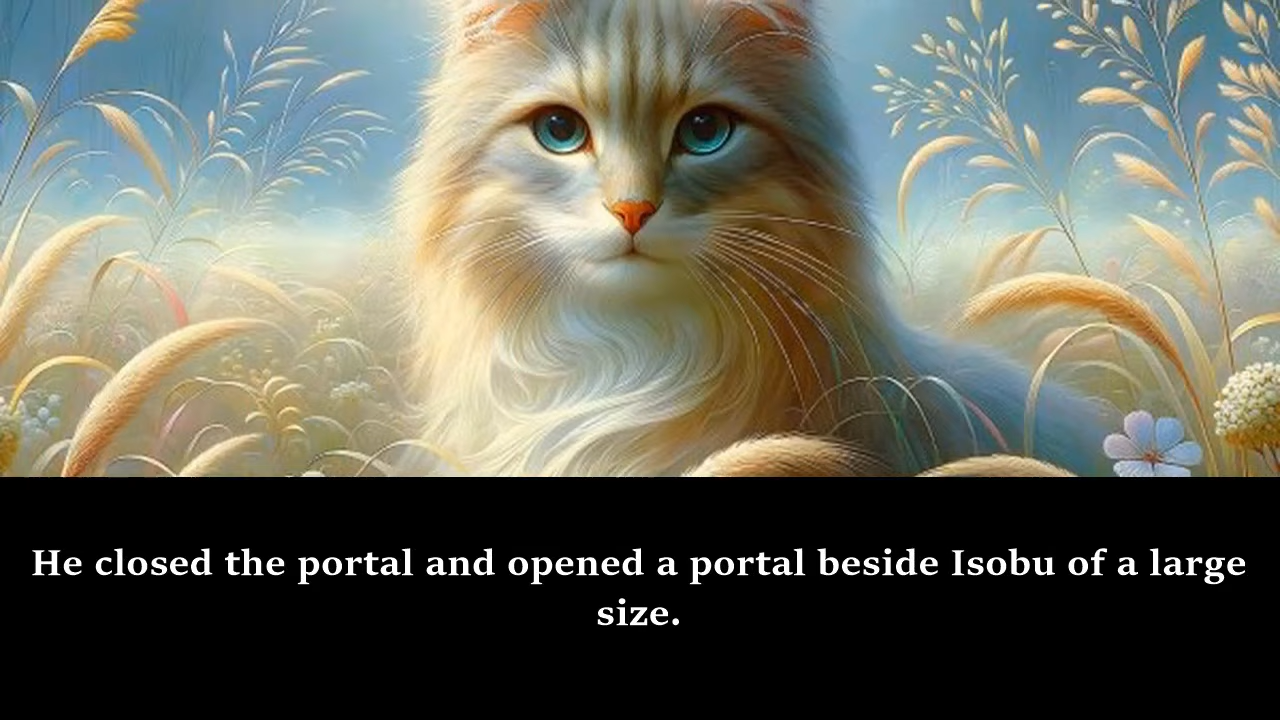 He closed the portal and opened a portal beside Isobu of a large
size.